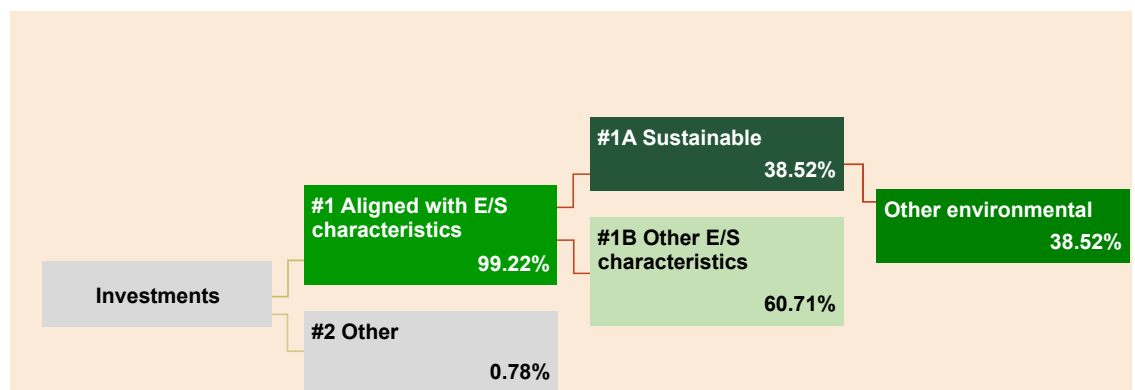 Investments
#1 Aligned with E/S
characteristics
99.22%
#2 Other
0.78%
#1A Sustainable
38.52%
#1B Other E/S
characteristics
60.71%
Other environmental
38.52%